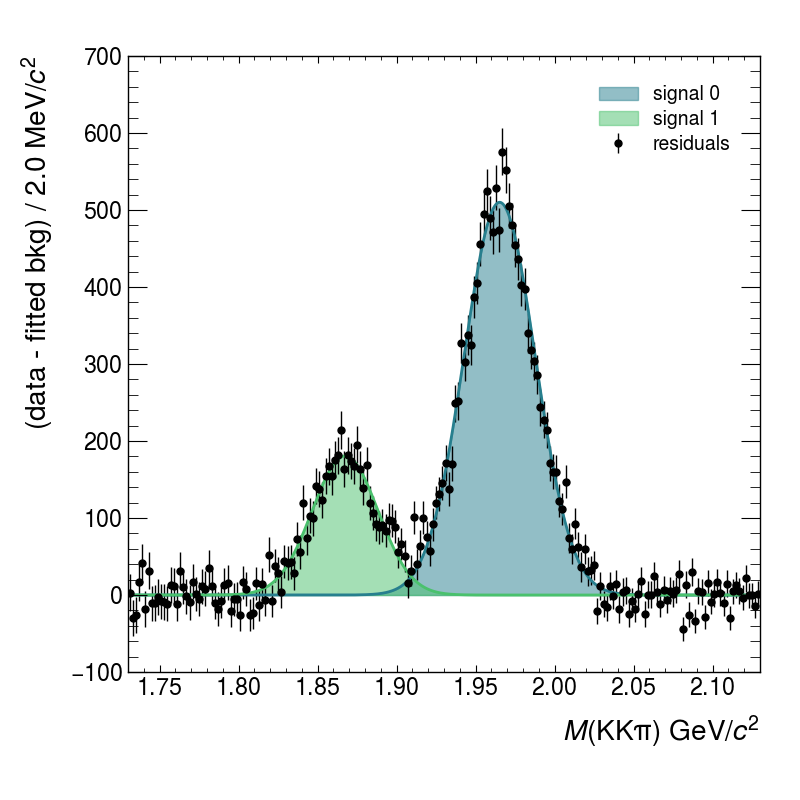 (data - fitted bkg) / 2.0 MeV/c²
700
600
500
400
300
200
100
0
−100
signal 0
signal 1
residuals
1.75 1.80 1.85 1.90 1.95 2.00 2.05 2.10
M(KKπ) GeV/c²